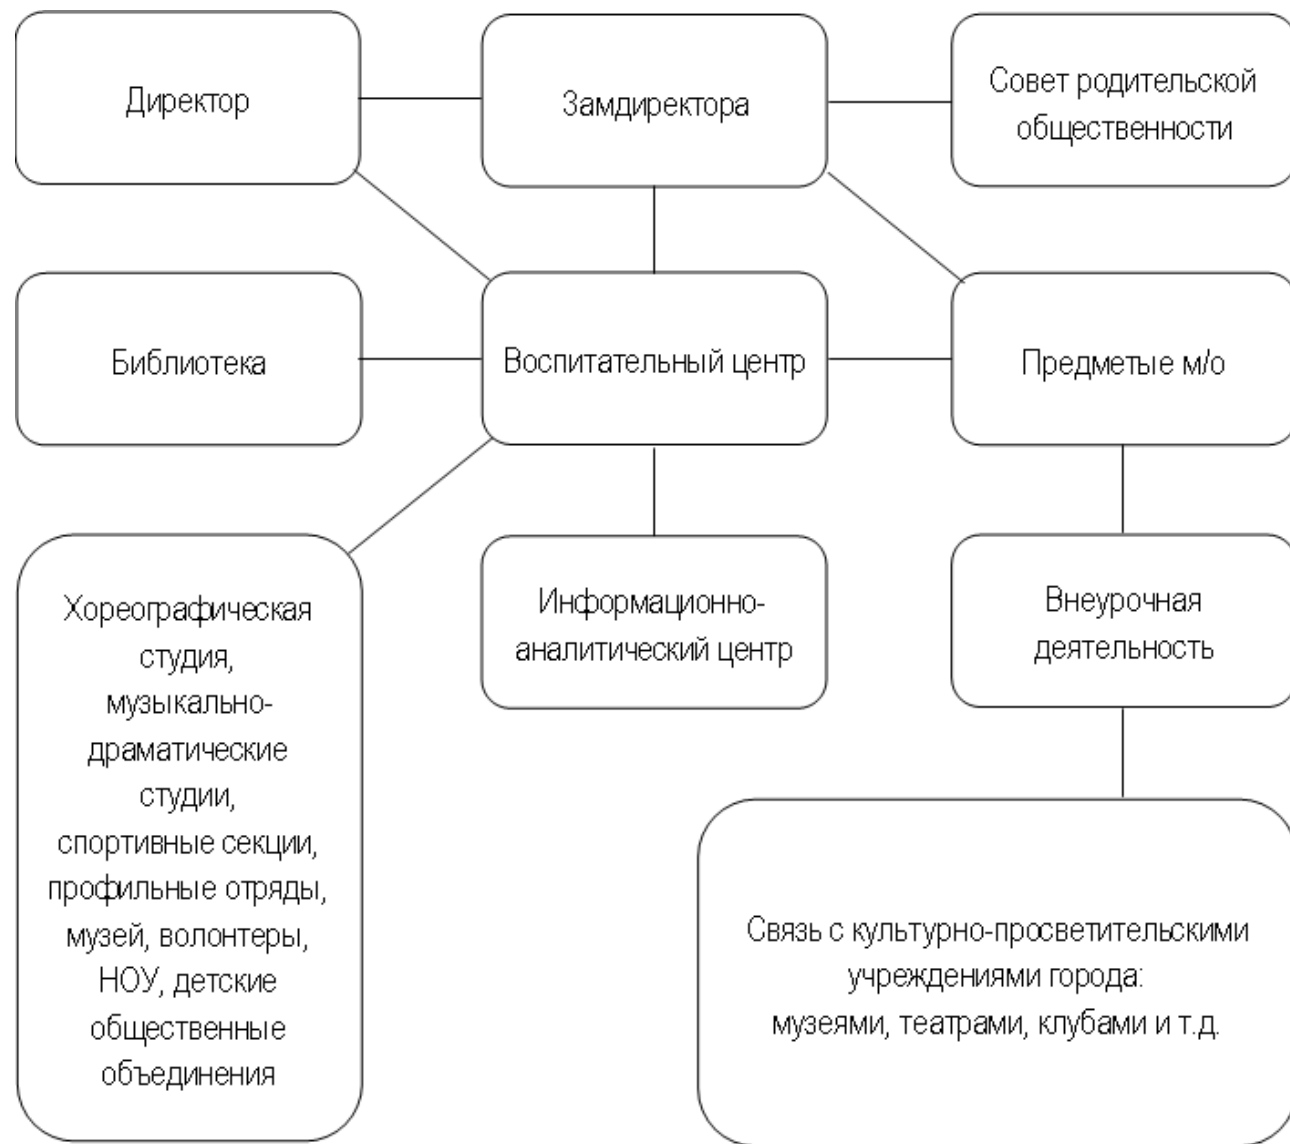 Директор
Замдиректора
Совет родительской
общественности
Библиотека
Воспитательный центр
Предметые м/о
Хореографическая
студия,
музыкально-
драматические
студии,
спортивные секции,
профильные отряды,
музей, волонтеры,
НОУ, детские
общественные
объединения
Информационно-
аналитический центр
Внеурочная
деятельность
Связь с культурно-просветительскими
учреждениями города:
музеями, театрами, клубами и т.д.